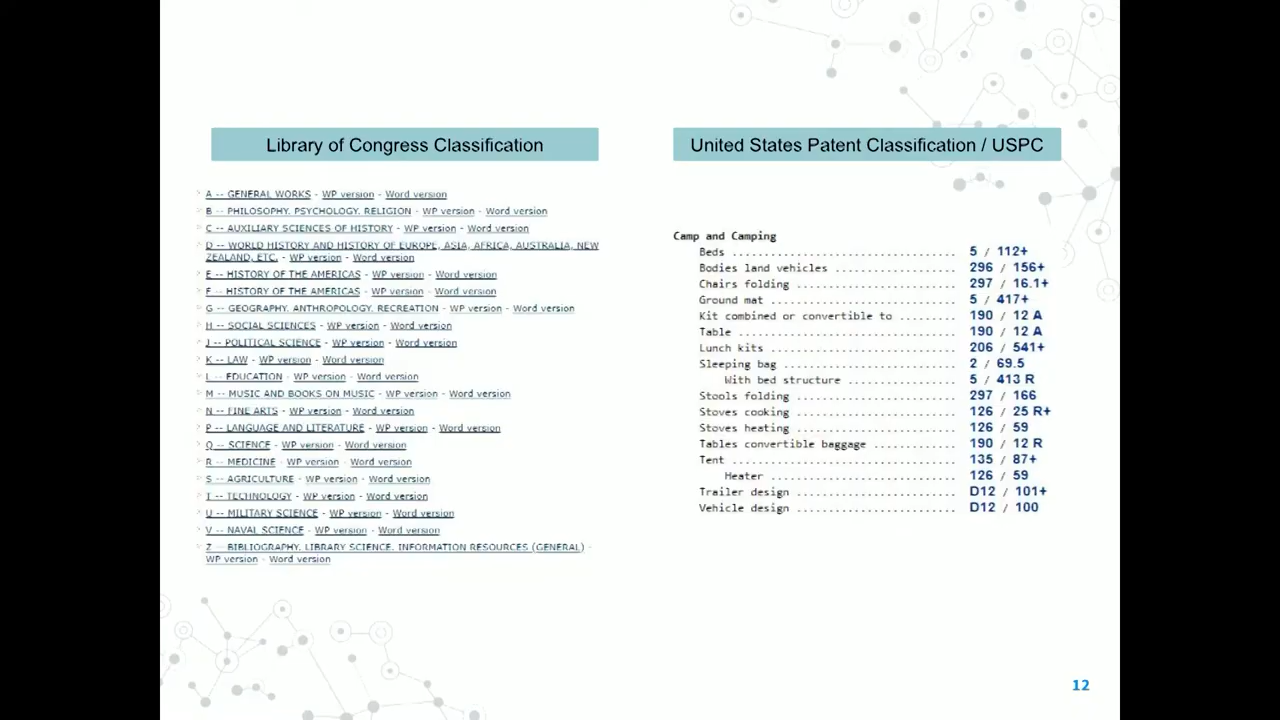 Library of Congress Classification
A -- GENERAL WORKS - WP version - Word version
B -- PHILOSOPHY. PSYCHOLOGY. RELIGION - WP version - Word version
C -- AUXILIARY SCIENCES OF HISTORY - WP version - Word version
D -- WORLD HISTORY AND HISTORY OF EUROPE, ASIA, AFRICA, AUSTRALIA, NEW
ZEALAND, ETC. - WP version - Word version
E -- HISTORY OF THE AMERICAS - WP version - Word version
F -- HISTORY OF THE AMERICAS - WP version - Word version
G -- GEOGRAPHY. ANTHROPOLOGY. RECREATION - WP version - Word version
H -- SOCIAL SCIENCES - WP version - Word version
J -- POLITICAL SCIENCE - WP version - Word version
K -- LAW - WP version - Word version
L -- EDUCATION - WP version - Word version
M -- MUSIC AND BOOKS ON MUSIC - WP version - Word version
N -- FINE ARTS - WP version - Word version
P -- LANGUAGE AND LITERATURE - WP version - Word version
Q -- SCIENCE - WP version - Word version
R -- MEDICINE - WP version - Word version
S -- AGRICULTURE - WP version - Word version
T -- TECHNOLOGY - WP version - Word version
U -- MILITARY SCIENCE - WP version - Word version
V -- NAVAL SCIENCE - WP version - Word version
Z -- BIBLIOGRAPHY. LIBRARY SCIENCE. INFORMATION RESOURCES (GENERAL) -
WP version - Word version
United States Patent Classification / USPC
Camp and Camping
Beds 5 / 112+
Bodies land vehicles 296 / 156+
Chairs folding 297 / 16.1+
Ground mat 5 / 417+
Kit combined or convertible to 190 / 12 A
Table 190 / 12 A
Lunch kits 206 / 541+
Sleeping bag 2 / 69.5
With bed structure 5 / 413 R
Stools folding 297 / 166
Stoves cooking 126 / 25 R+
Stoves heating 126 / 59
Tables convertible baggage 190 / 12 R
Tent 135 / 87+
Heater 126 / 59
Trailer design D12 / 101+
Vehicle design D12 / 100
12